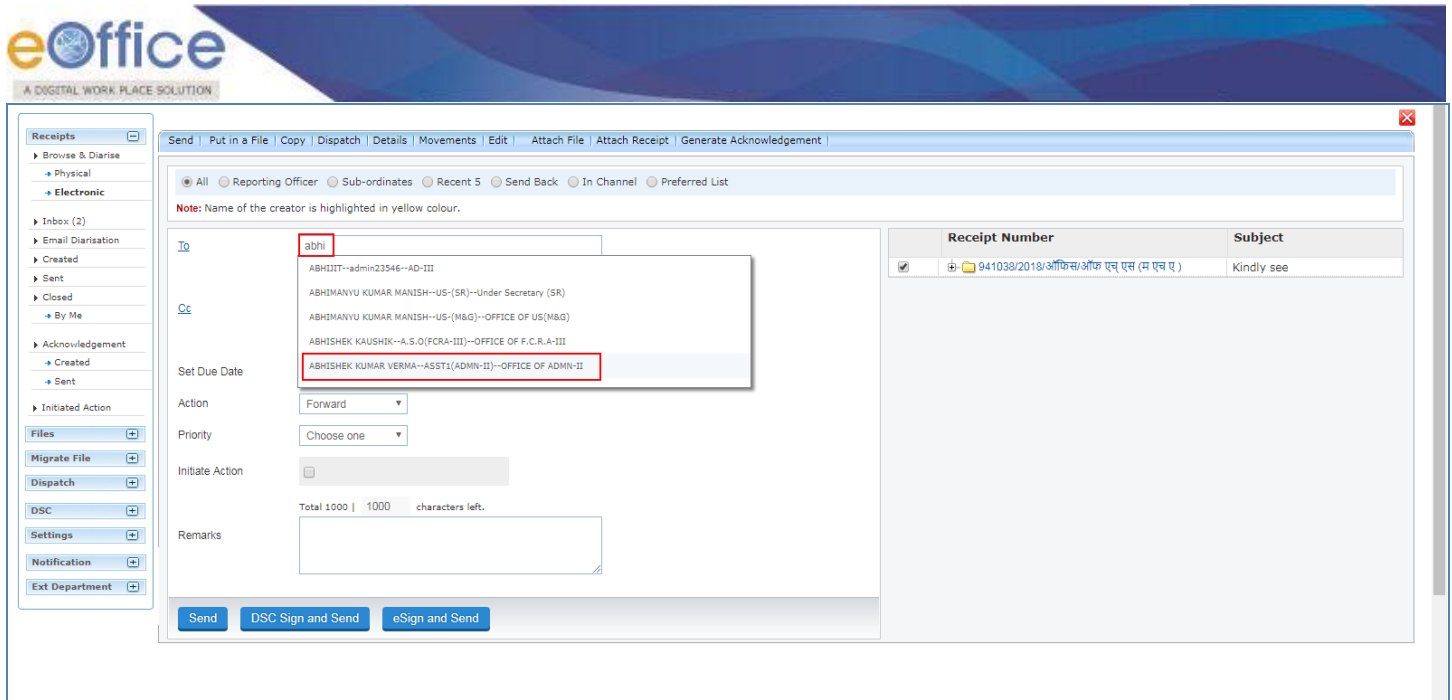 eOffice
A DIGITAL WORK PLACE SOLUTION
Receipts
Browse & Diarise
Physical
Electronic
Inbox (2)
Email Diarisation
Created
Sent
Closed
By Me
Acknowledgement
Created
Sent
Initiated Action
Files
Migrate File
Dispatch
DSC
Settings
Notification
Ext Department
Send | Put in a File | Copy | Dispatch | Details | Movements | Edit | Attach File | Attach Receipt | Generate Acknowledgement |
All Reporting Officer Sub-ordinates Recent 5 Send Back In Channel Preferred List
Note: Name of the creator is highlighted in yellow colour.
To abhi
ABHIJIT--admin23546--AD-III
ABHIMANYU KUMAR MANISH--US-(SR)--Under Secretary (SR)
ABHIMANYU KUMAR MANISH--US-(M&G)--OFFICE OF US(M&G)
ABHISHEK KAUSHIK--A.S.O(FCRA-III)--OFFICE OF F.C.R.A-III
ABHISHEK KUMAR VERMA--ASST1(ADMN-II)--OFFICE OF ADMN-II
Cc
Set Due Date
Action Forward
Priority Choose one
Initiate Action
Total 1000 | 1000 characters left.
Remarks
Send DSC Sign and Send eSign and Send
Receipt Number Subject
941038/2018/ऑफिस/ऑफ एच् एस (म एच ए ) Kindly see